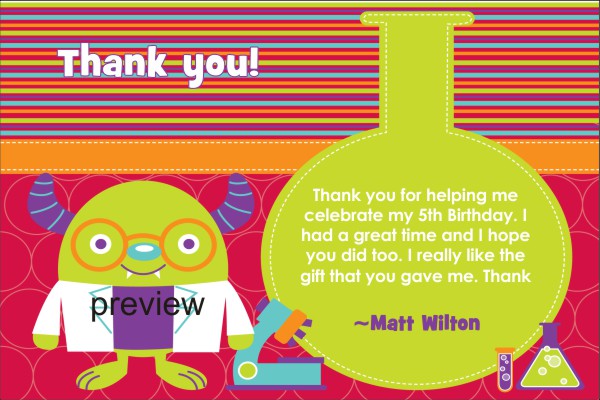 Thank you!
Thank you for helping me
celebrate my 5th Birthday. I
had a great time and I hope
you did too. I really like the
gift that you gave me. Thank
~Matt Wilton
preview